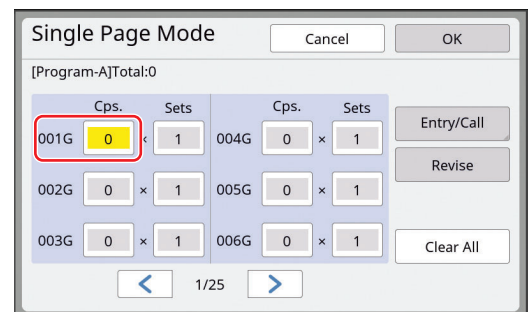 Single Page Mode Cancel OK
[Program-A]Total:0
Cps. Sets Cps. Sets
001G 0 × 1 004G 0 × 1 Entry/Call
Revise
002G 0 × 1 005G 0 × 1
003G 0 × 1 006G 0 × 1 Clear All
1/25